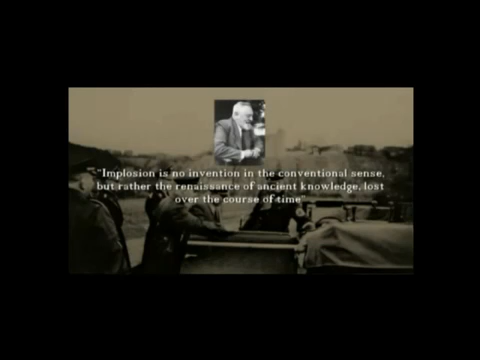 "Implosion is no invention in the conventional sense,
but rather the renaissance of ancient knowledge, lost
over the course of time"